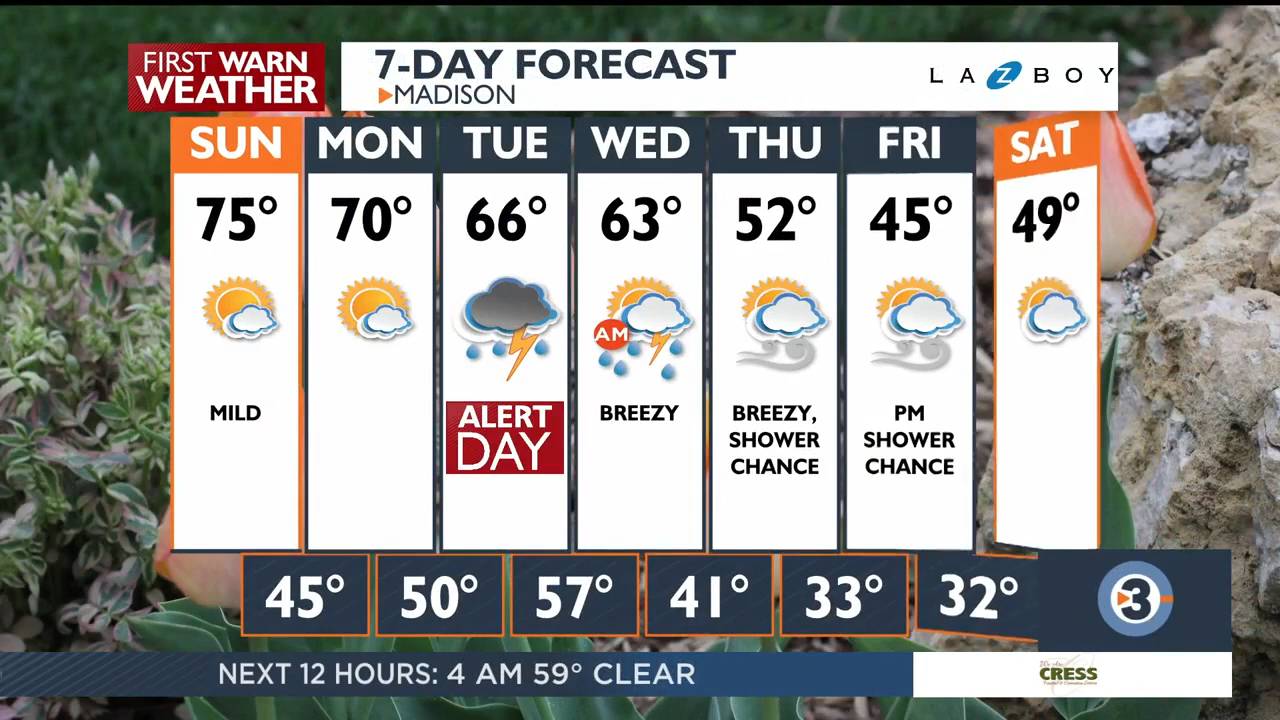 FIRST WARN
WEATHER
7-DAY FORECAST
MADISON
LA Z BOY
SUN MON TUE WED THU FRI SAT
75° 70° 66° 63° 52° 45° 49°
AM
MILD
ALERT
DAY
BREEZY
BREEZY,
SHOWER
CHANCE
PM
SHOWER
CHANCE
45° 50° 57° 41° 33° 32°
3
NEXT 12 HOURS: 4 AM 59° CLEAR
CRESS